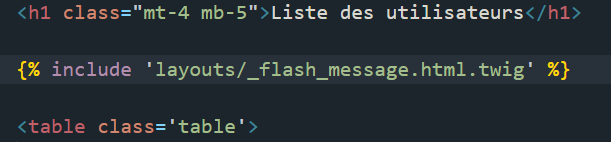 <h1 class="mt-4 mb-5">Liste des utilisateurs</h1>
{% include 'layouts/_flash_message.html.twig' %}
<table class='table'>